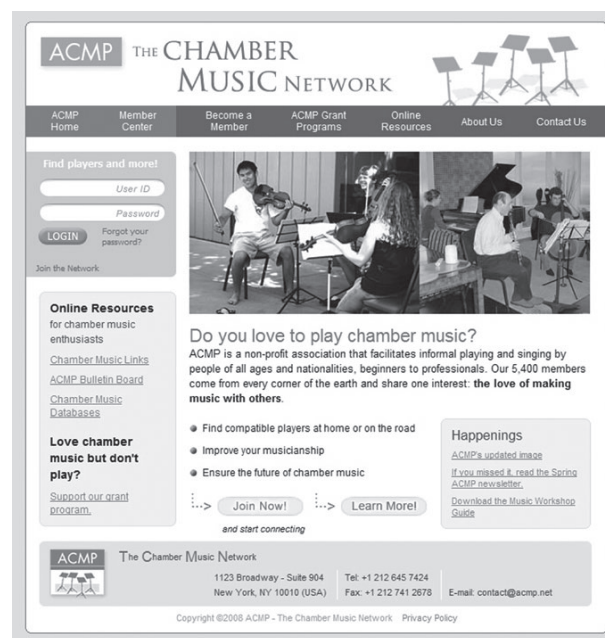 ACMP THE CHAMBER
MUSIC NETWORK
ACMP Home
Member Center
Become a Member
ACMP Grant Programs
Online Resources
About Us
Contact Us
Find players and more!
User ID
Password
LOGIN
Forgot your
password?
Join the Network
Online Resources
for chamber music
enthusiasts
Chamber Music Links
ACMP Bulletin Board
Chamber Music
Databases
Love chamber
music but don't
play?
Support our grant
program.
Do you love to play chamber music?
ACMP is a non-profit association that facilitates informal playing and singing by
people of all ages and nationalities, beginners to professionals. Our 5,400 members
come from every corner of the earth and share one interest: the love of making
music with others.
Find compatible players at home or on the road
Improve your musicianship
Ensure the future of chamber music
Join Now!
Learn More!
and start connecting
Happenings
ACMP's updated image
If you missed it, read the Spring
ACMP newsletter.
Download the Music Workshop
Guide
ACMP
The Chamber Music Network
1123 Broadway - Suite 904
New York, NY 10010 (USA)
Tel: +1 212 645 7424
Fax: +1 212 741 2678
E-mail: contact@acmp.net
Copyright ©2008 ACMP - The Chamber Music Network Privacy Policy